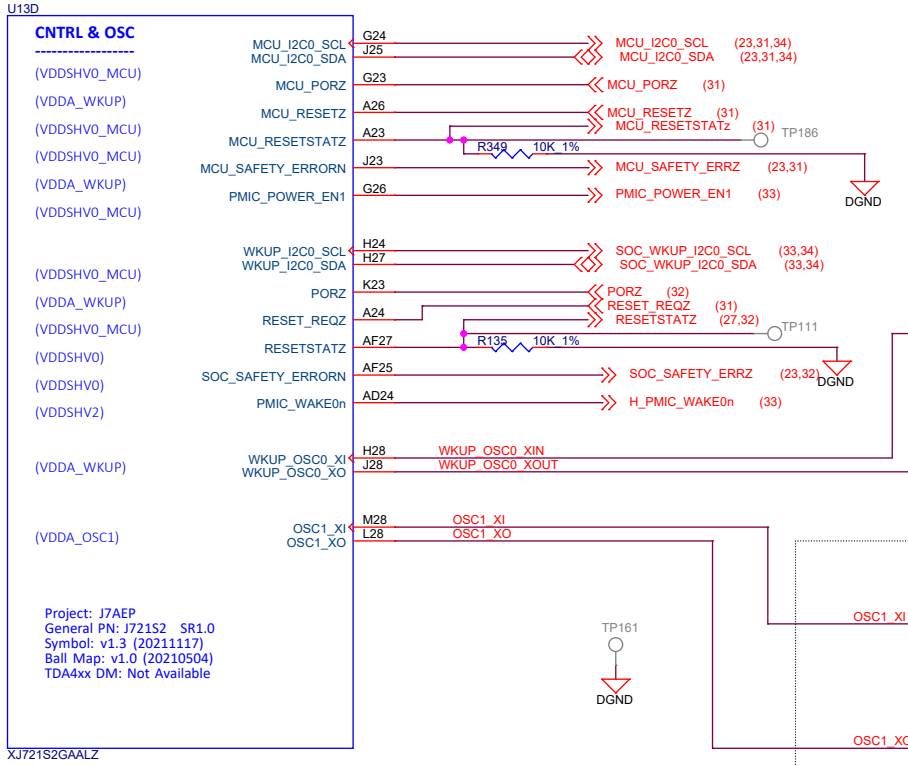 U13D
CNTRL & OSC
------------------
(VDDSHV0_MCU)
(VDDA_WKUP)
(VDDSHV0_MCU)
(VDDSHV0_MCU)
(VDDA_WKUP)
(VDDSHV0_MCU)
(VDDSHV0_MCU)
(VDDA_WKUP)
(VDDSHV0_MCU)
(VDDSHV0)
(VDDSHV0)
(VDDSHV2)
(VDDA_WKUP)
(VDDA_OSC1)
MCU_I2C0_SCL G24 MCU_I2C0_SCL (23,31,34)
MCU_I2C0_SDA J25 MCU_I2C0_SDA (23,31,34)
MCU_PORZ G23 MCU_PORZ (31)
MCU_RESETZ A26 MCU_RESETZ (31)
MCU_RESETSTATz (31)
MCU_RESETSTATZ A23 TP186
R349 10K_1%
MCU_SAFETY_ERRORN J23 MCU_SAFETY_ERRZ (23,31)
PMIC_POWER_EN1 G26 PMIC_POWER_EN1 (33)
DGND
WKUP_I2C0_SCL H24 SOC_WKUP_I2C0_SCL (33,34)
WKUP_I2C0_SDA H27 SOC_WKUP_I2C0_SDA (33,34)
PORZ K23 PORZ (32)
RESET_REQZ A24 RESET_REQZ (31)
RESETSTATZ (27,32)
TP111
RESETSTATZ AF27 R135 10K_1%
SOC_SAFETY_ERRORN AF25 SOC_SAFETY_ERRZ (23,32)
DGND
PMIC_WAKE0n AD24 H_PMIC_WAKE0n (33)
WKUP_OSC0_XI H28 WKUP_OSC0_XIN
WKUP_OSC0_XO J28 WKUP_OSC0_XOUT
OSC1_XI M28 OSC1_XI
OSC1_XO L28 OSC1_XO
Project: J7AEP
General PN: J721S2 SR1.0
Symbol: v1.3 (20211117)
Ball Map: v1.0 (20210504)
TDA4xx DM: Not Available
TP161
DGND
OSC1_XI
OSC1_XO
XJ721S2GAALZ